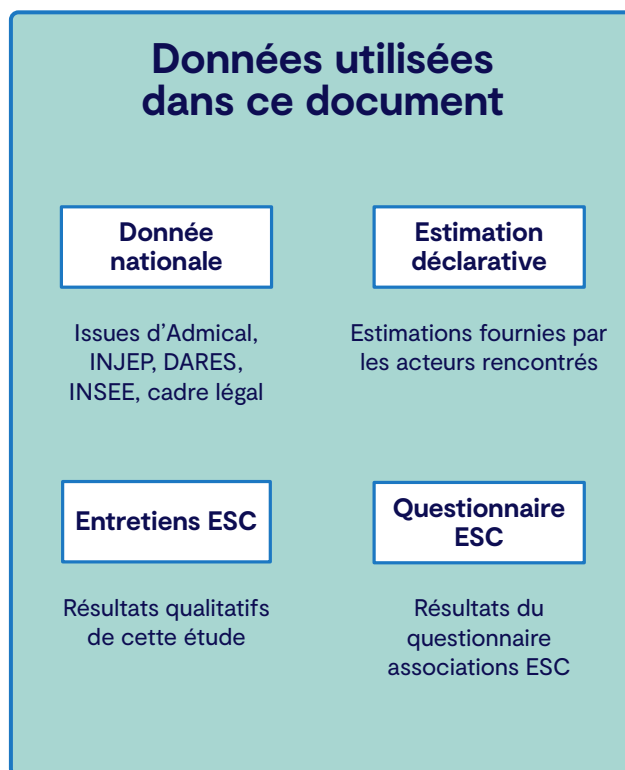 Données utilisées
dans ce document
Donnée
nationale
Issues d’Admical,
INJEP, DARES,
INSEE, cadre légal
Estimation
déclarative
Estimations fournies par
les acteurs rencontrés
Entretiens ESC
Résultats qualitatifs
de cette étude
Questionnaire
ESC
Résultats du
questionnaire
associations ESC